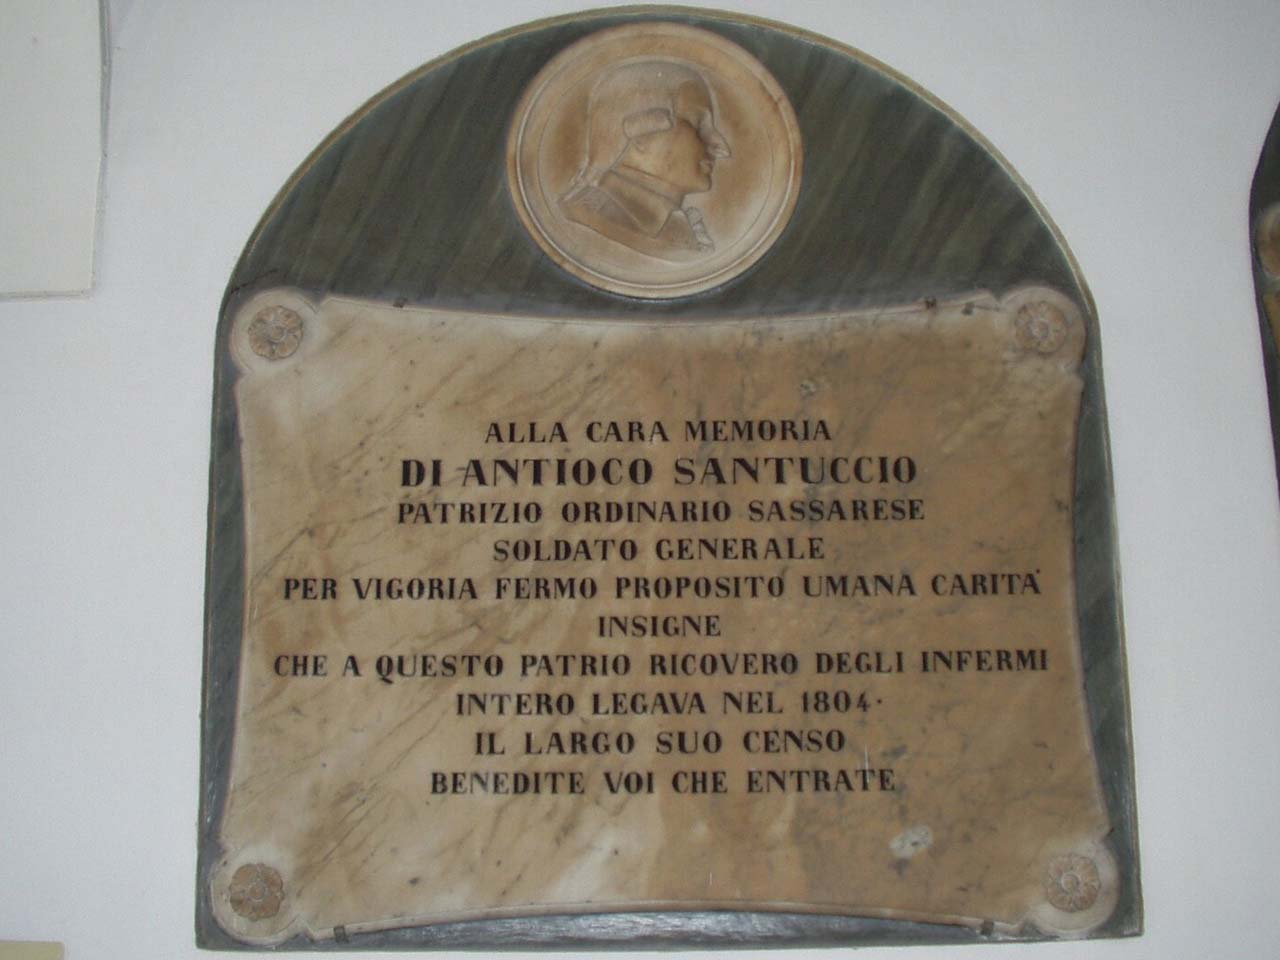 ALLA CARA MEMORIA
DI ANTIOCO SANTUCCIO
PATRIZIO ORDINARIO SASSARESE
SOLDATO GENERALE
PER VIGORIA FERMO PROPOSITO UMANA CARITA'
INSIGNE
CHE A QUESTO PATRIO RICOVERO DEGLI INFERMI
INTERO LEGAVA NEL 1804·
IL LARGO SUO CENSO
BENEDITE VOI CHE ENTRATE